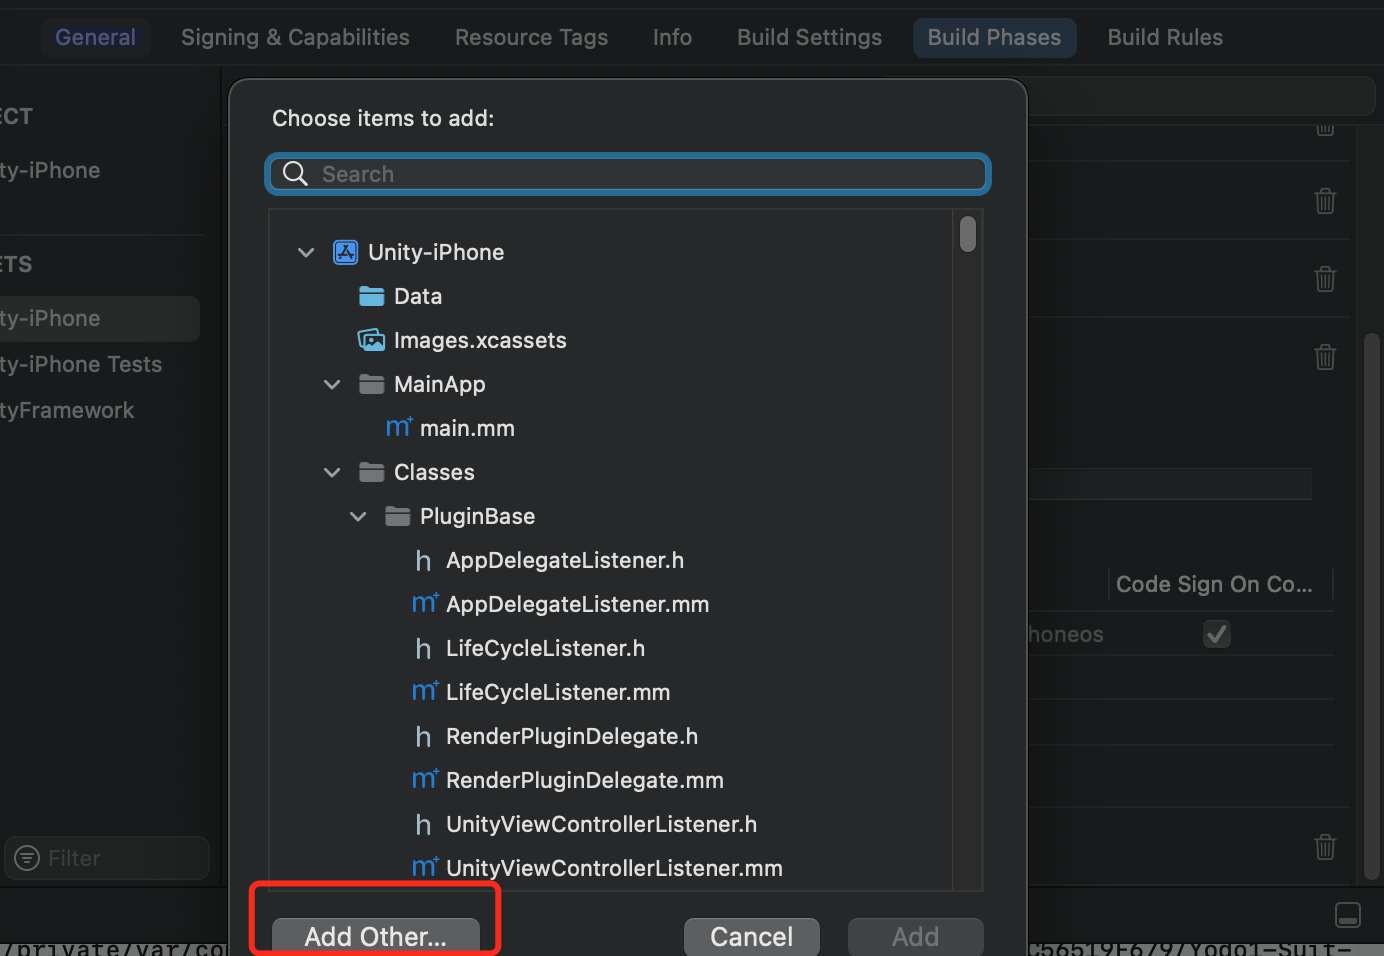 General Signing & Capabilities Resource Tags Info Build Settings Build Phases Build Rules
ECT
ty-iPhone
ETS
ty-iPhone
ty-iPhone Tests
tyFramework
Filter
Choose items to add:
Search
Unity-iPhone
Data
Images.xcassets
MainApp
main.mm
Classes
PluginBase
h AppDelegateListener.h
m+ AppDelegateListener.mm
h LifeCycleListener.h
m+ LifeCycleListener.mm
h RenderPluginDelegate.h
m+ RenderPluginDelegate.mm
h UnityViewControllerListener.h
m+ UnityViewControllerListener.mm
Add Other... Cancel Add
Code Sign On Co...
honeos
/private/var/co C56519F679/Yodo1-Suit-